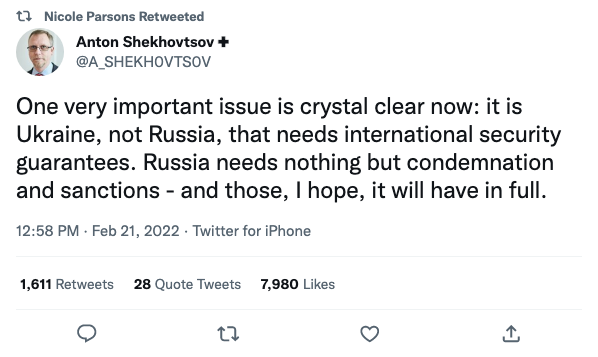 Nicole Parsons Retweeted
Anton Shekhovtsov ✚
@A_SHEKH0VTS0V
One very important issue is crystal clear now: it is
Ukraine, not Russia, that needs international security
guarantees. Russia needs nothing but condemnation
and sanctions - and those, I hope, it will have in full.
12:58 PM · Feb 21, 2022 · Twitter for iPhone
1,611 Retweets 28 Quote Tweets 7,980 Likes